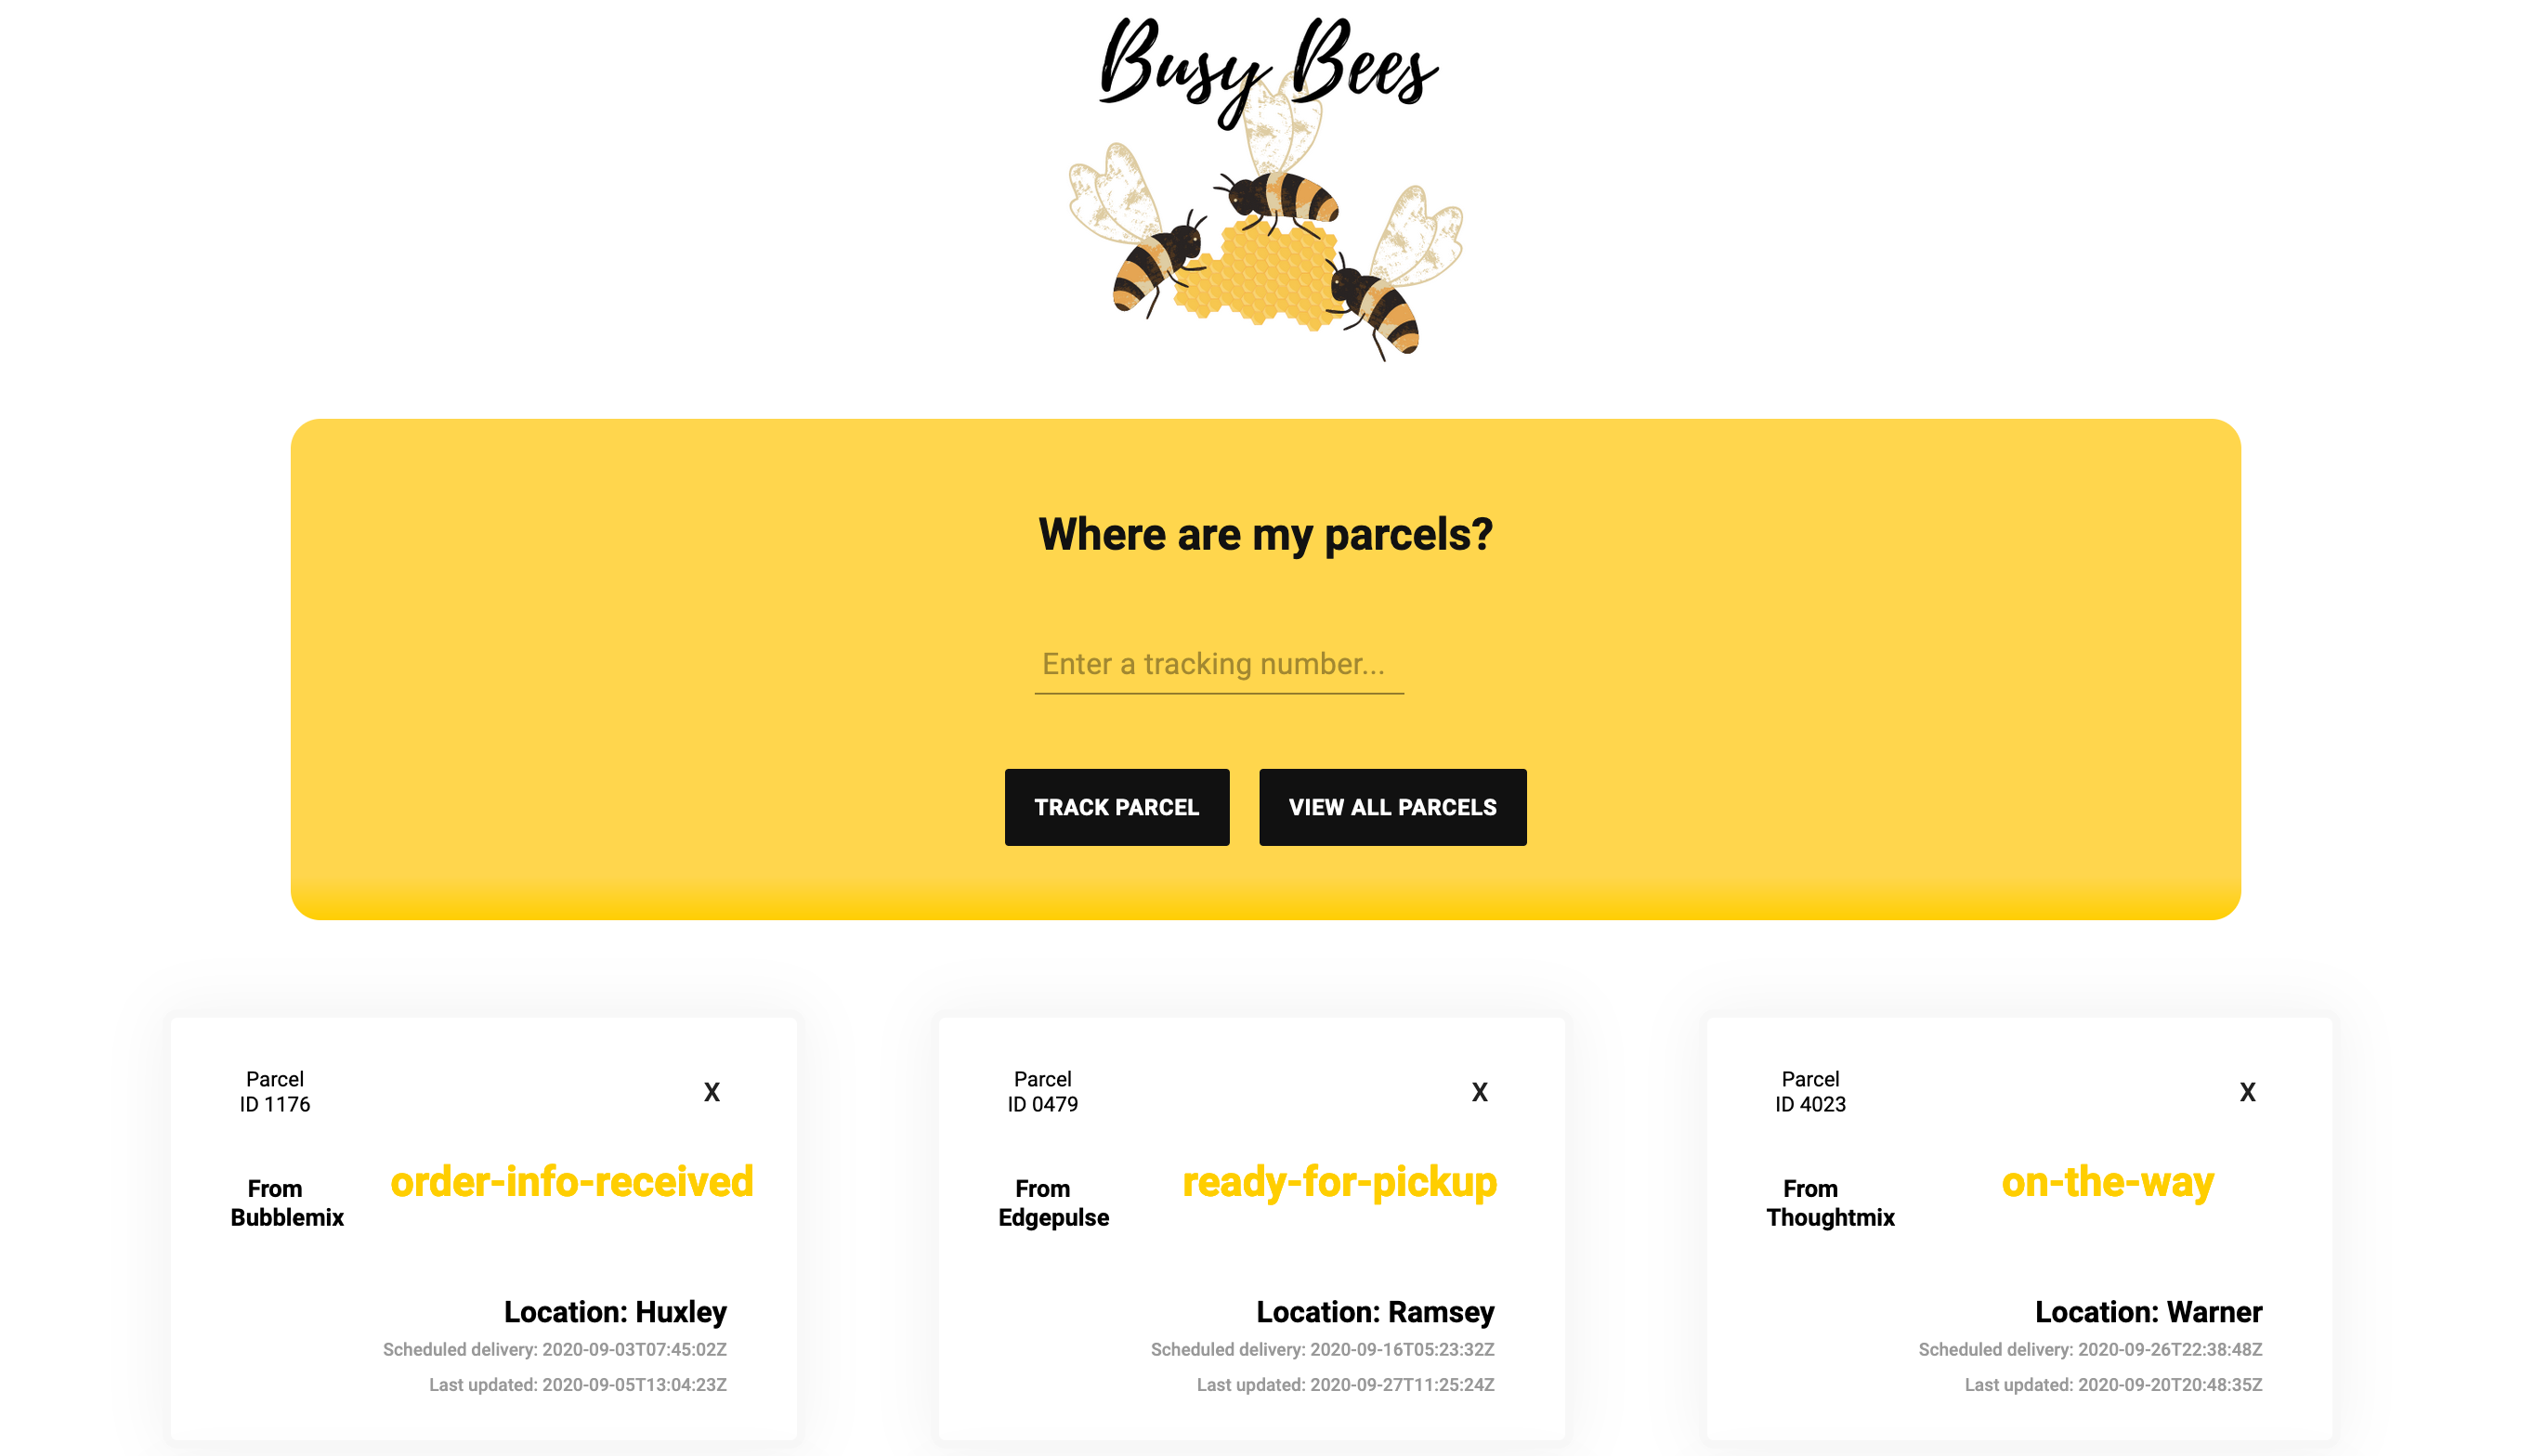 Busy Bees
Where are my parcels?
Enter a tracking number...
TRACK PARCEL
VIEW ALL PARCELS
Parcel
ID 1176
X
From
Bubblemix
order-info-received
Location: Huxley
Scheduled delivery: 2020-09-03T07:45:02Z
Last updated: 2020-09-05T13:04:23Z
Parcel
ID 0479
X
From
Edgepulse
ready-for-pickup
Location: Ramsey
Scheduled delivery: 2020-09-16T05:23:32Z
Last updated: 2020-09-27T11:25:24Z
Parcel
ID 4023
X
From
Thoughtmix
on-the-way
Location: Warner
Scheduled delivery: 2020-09-26T22:38:48Z
Last updated: 2020-09-20T20:48:35Z